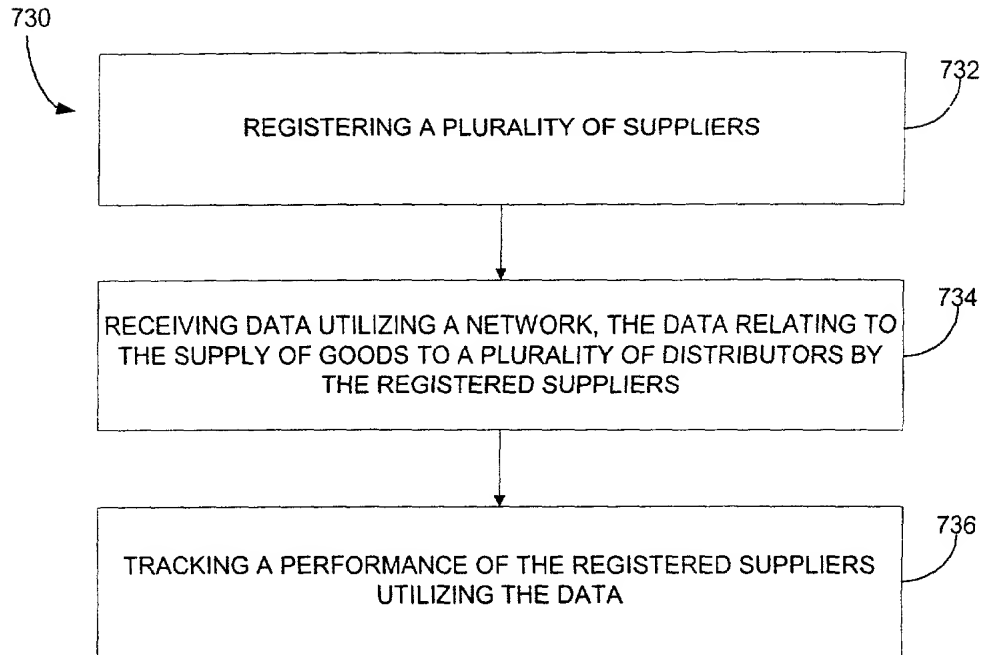 730
732
REGISTERING A PLURALITY OF SUPPLIERS
734
RECEIVING DATA UTILIZING A NETWORK, THE DATA RELATING TO
THE SUPPLY OF GOODS TO A PLURALITY OF DISTRIBUTORS BY
THE REGISTERED SUPPLIERS
736
TRACKING A PERFORMANCE OF THE REGISTERED SUPPLIERS
UTILIZING THE DATA